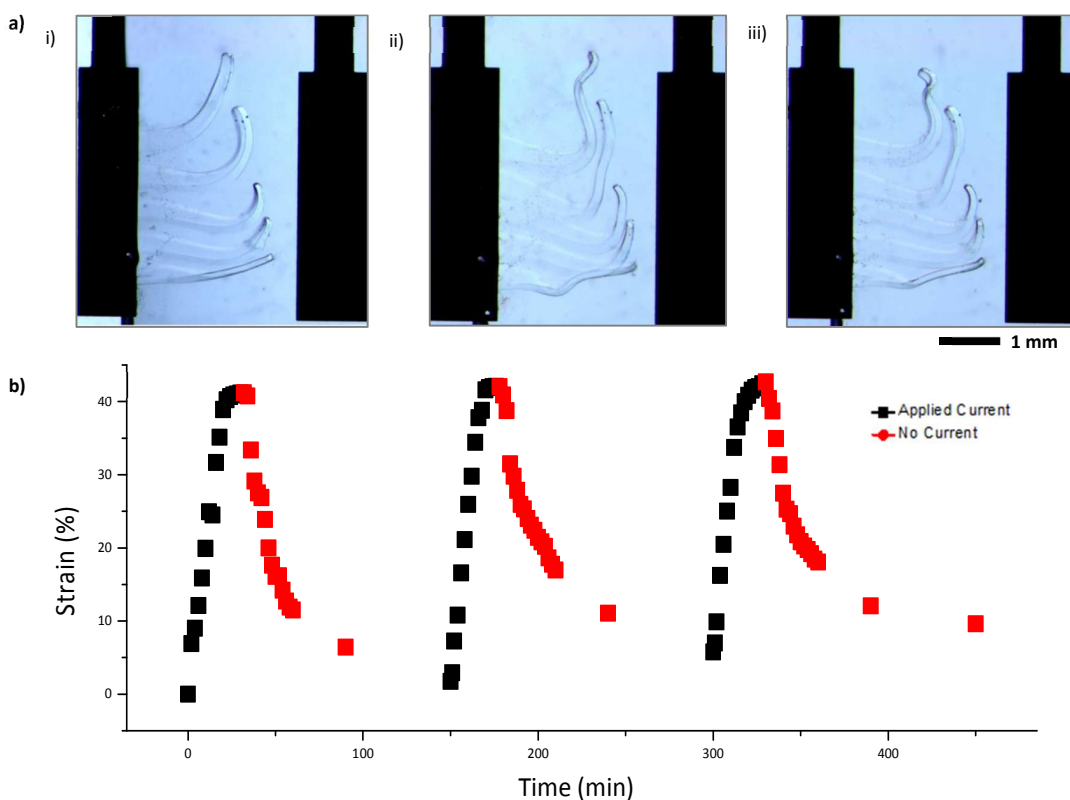 a)
i)
ii)
iii)
1 mm
b)
Applied Current
No Current
40
30
20
10
0
Strain (%)
0
100
200
300
400
Time (min)